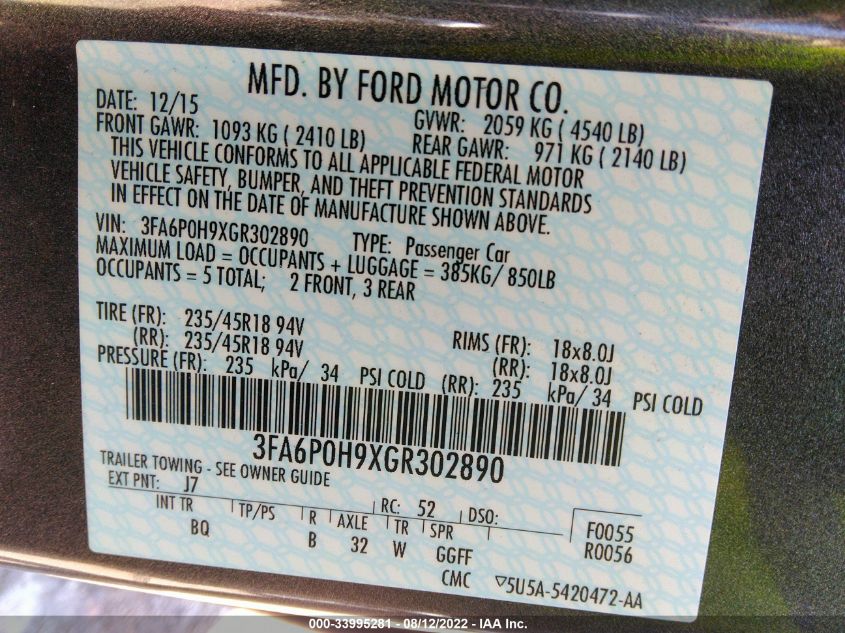 MFD. BY FORD MOTOR CO.
DATE: 12/15 GVWR: 2059 KG ( 4540 LB)
FRONT GAWR: 1093 KG ( 2410 LB) REAR GAWR: 971 KG ( 2140 LB)
THIS VEHICLE CONFORMS TO ALL APPLICABLE FEDERAL MOTOR
VEHICLE SAFETY, BUMPER, AND THEFT PREVENTION STANDARDS
IN EFFECT ON THE DATE OF MANUFACTURE SHOWN ABOVE.
VIN: 3FA6P0H9XGR302890 TYPE: Passenger Car
MAXIMUM LOAD = OCCUPANTS + LUGGAGE = 385KG/ 850LB
OCCUPANTS = 5 TOTAL; 2 FRONT, 3 REAR
TIRE (FR): 235/45R18 94V RIMS (FR): 18x8.0J
(RR): 235/45R18 94V (RR): 18x8.0J
PRESSURE (FR): 235 kPa/ 34 PSI COLD (RR): 235 kPa/ 34 PSI COLD
3FA6P0H9XGR302890
TRAILER TOWING - SEE OWNER GUIDE
EXT PNT: J7 RC: 52 DSO: F0055
INT TR TP/PS R AXLE TR SPR R0056
BQ B 32 W GGFF
CMC ▽5U5A-5420472-AA
000-33995281 - 08/12/2022 - IAA Inc.